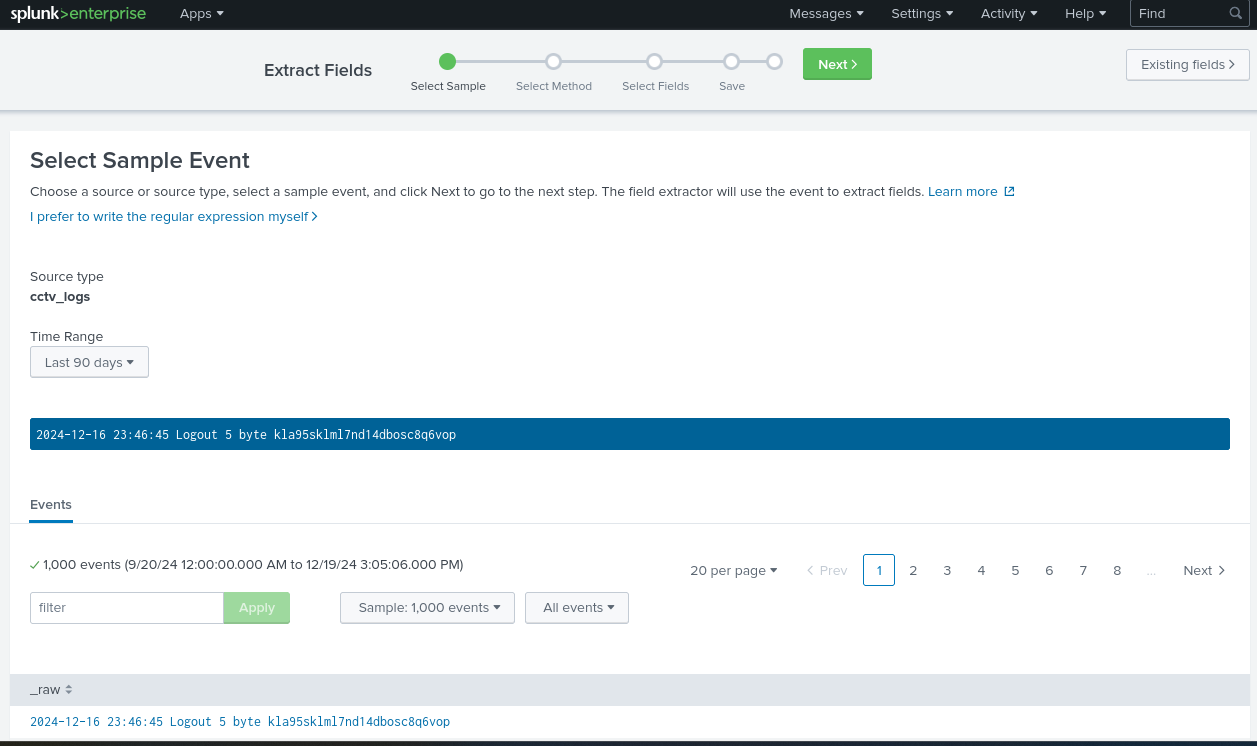 splunk>enterprise Apps Messages Settings Activity Help Find
Extract Fields
Select Sample Select Method Select Fields Save
Next >
Existing fields >
Select Sample Event
Choose a source or source type, select a sample event, and click Next to go to the next step. The field extractor will use the event to extract fields. Learn more
I prefer to write the regular expression myself >
Source type
cctv_logs
Time Range
Last 90 days
2024-12-16 23:46:45 Logout 5 byte kla95sklml7nd14dbosc8q6vop
Events
✓ 1,000 events (9/20/24 12:00:00.000 AM to 12/19/24 3:05:06.000 PM)
20 per page < Prev 1 2 3 4 5 6 7 8 ... Next >
filter Apply Sample: 1,000 events All events
_raw
2024-12-16 23:46:45 Logout 5 byte kla95sklml7nd14dbosc8q6vop